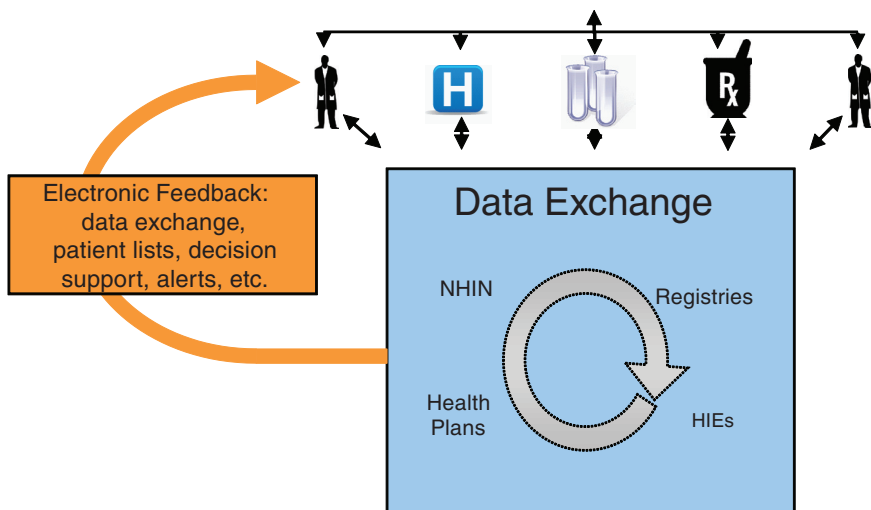 H
Rx
Electronic Feedback:
data exchange,
patient lists, decision
support, alerts, etc.
Data Exchange
NHIN
Registries
Health
Plans
HIEs